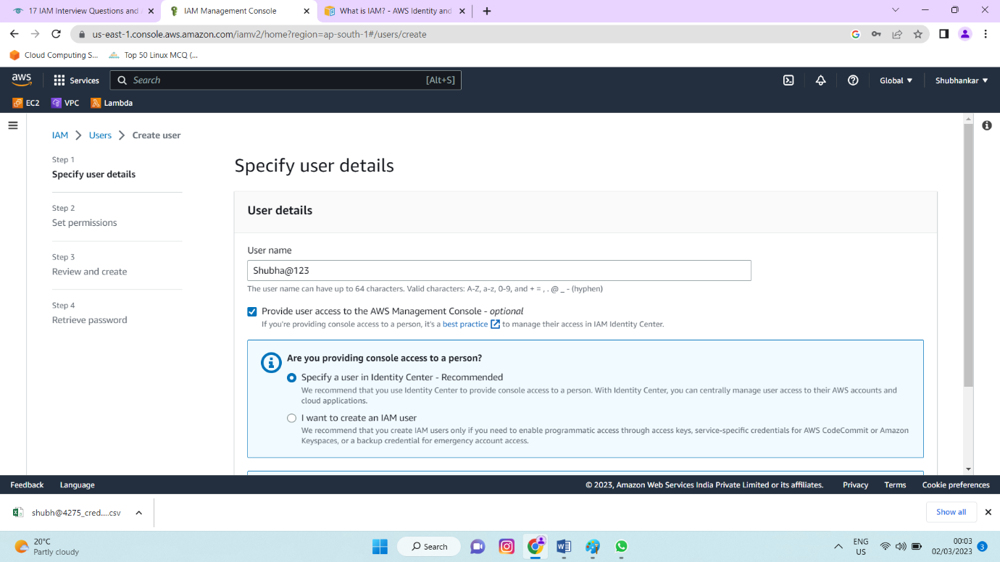 17 IAM Interview Questions and
IAM Management Console
What is IAM? - AWS Identity and
us-east-1.console.aws.amazon.com/iamv2/home?region=ap-south-1#/users/create
Cloud Computing S...
Top 50 Linux MCQ (...
aws
Services
Search
[Alt+S]
Global
Shubhankar
EC2
VPC
Lambda
IAM
Users
Create user
Step 1
Specify user details
Step 2
Set permissions
Step 3
Review and create
Step 4
Retrieve password
Specify user details
User details
User name
Shubha@123
The user name can have up to 64 characters. Valid characters: A-Z, a-z, 0-9, and + = , . @ _ - (hyphen)
Provide user access to the AWS Management Console - optional
If you're providing console access to a person, it's a best practice to manage their access in IAM Identity Center.
Are you providing console access to a person?
Specify a user in Identity Center - Recommended
We recommend that you use Identity Center to provide console access to a person. With Identity Center, you can centrally manage user access to their AWS accounts and
cloud applications.
I want to create an IAM user
We recommend that you create IAM users only if you need to enable programmatic access through access keys, service-specific credentials for AWS CodeCommit or Amazon
Keyspaces, or a backup credential for emergency account access.
Feedback
Language
© 2023, Amazon Web Services India Private Limited or its affiliates.
Privacy
Terms
Cookie preferences
shubh@4275_cred....csv
Show all
20°C
Partly cloudy
Search
ENG
US
00:03
02/03/2023
3